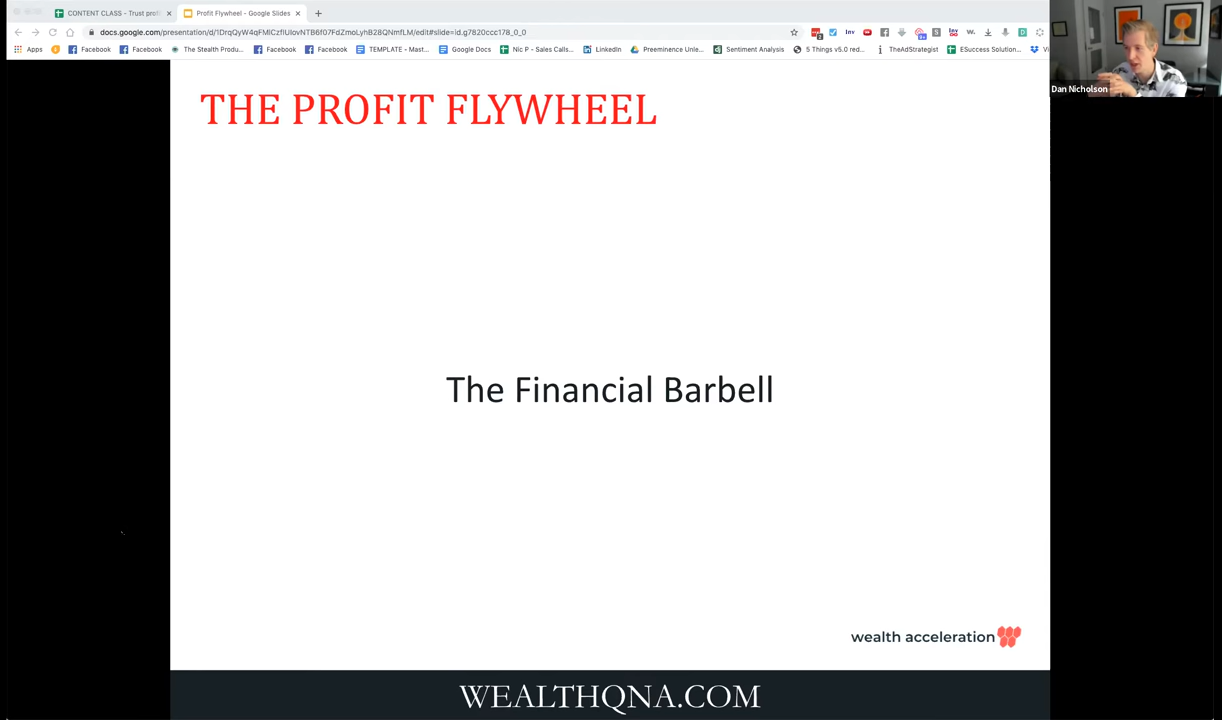 CONTENT CLASS - Trust prof
Profit Flywheel - Google Slides
Apps
Facebook
Facebook
The Stealth Produ...
Facebook
Facebook
TEMPLATE - Mast...
Google Docs
Nic P - Sales Calls...
LinkedIn
Preeminence Unle...
Sentiment Analysis
5 Things v5.0 red...
TheAdStrategist
ESuccess Solution...
Dan Nicholson
THE PROFIT FLYWHEEL
The Financial Barbell
wealth acceleration
WEALTHQNA.COM